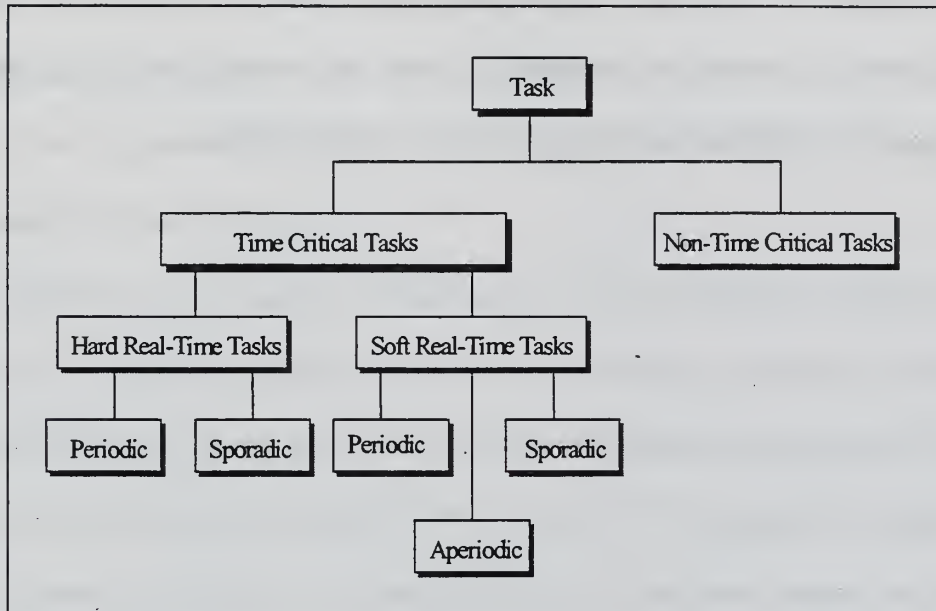 Task
Time Critical Tasks
Non-Time Critical Tasks
Hard Real-Time Tasks
Soft Real-Time Tasks
Periodic
Sporadic
Periodic
Sporadic
Aperiodic